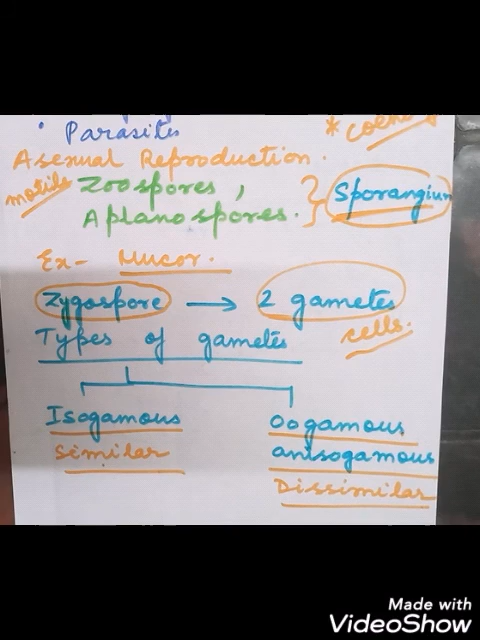 • Parasites
* Coeno
Asexual Reproduction.
motile Zoospores,
Aplanospores. } Sporangium
Ex- Mucor.
Zygospore → 2 gametes
cells.
Types of gametes
Isogamous Oogamous
Similar anisogamous
Dissimilar
Made with
VideoShow